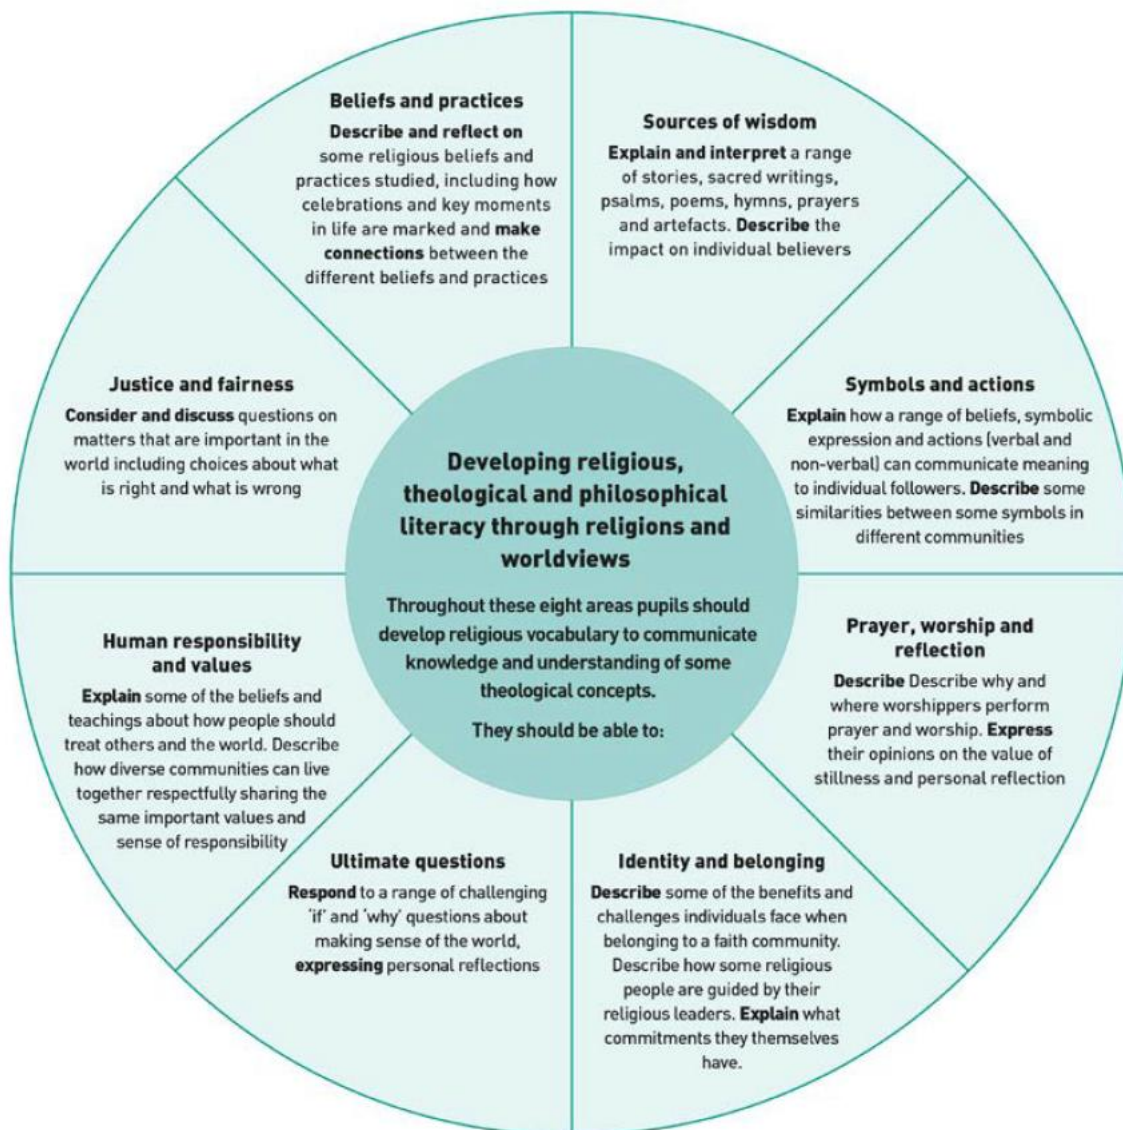 Beliefs and practices
Describe and reflect on
some religious beliefs and
practices studied, including how
celebrations and key moments
in life are marked and make
connections between the
different beliefs and practices
Sources of wisdom
Explain and interpret a range
of stories, sacred writings,
psalms, poems, hymns, prayers
and artefacts. Describe the
impact on individual believers
Justice and fairness
Consider and discuss questions on
matters that are important in the
world including choices about what
is right and what is wrong
Symbols and actions
Explain how a range of beliefs, symbolic
expression and actions (verbal and
non-verbal) can communicate meaning
to individual followers. Describe some
similarities between some symbols in
different communities
Developing religious,
theological and philosophical
literacy through religions and
worldviews
Throughout these eight areas pupils should
develop religious vocabulary to communicate
knowledge and understanding of some
theological concepts.
They should be able to:
Human responsibility
and values
Explain some of the beliefs and
teachings about how people should
treat others and the world. Describe
how diverse communities can live
together respectfully sharing the
same important values and
sense of responsibility
Prayer, worship and
reflection
Describe Describe why and
where worshippers perform
prayer and worship. Express
their opinions on the value of
stillness and personal reflection
Ultimate questions
Respond to a range of challenging
'if' and 'why' questions about
making sense of the world,
expressing personal reflections
Identity and belonging
Describe some of the benefits and
challenges individuals face when
belonging to a faith community.
Describe how some religious
people are guided by their
religious leaders. Explain what
commitments they themselves
have.